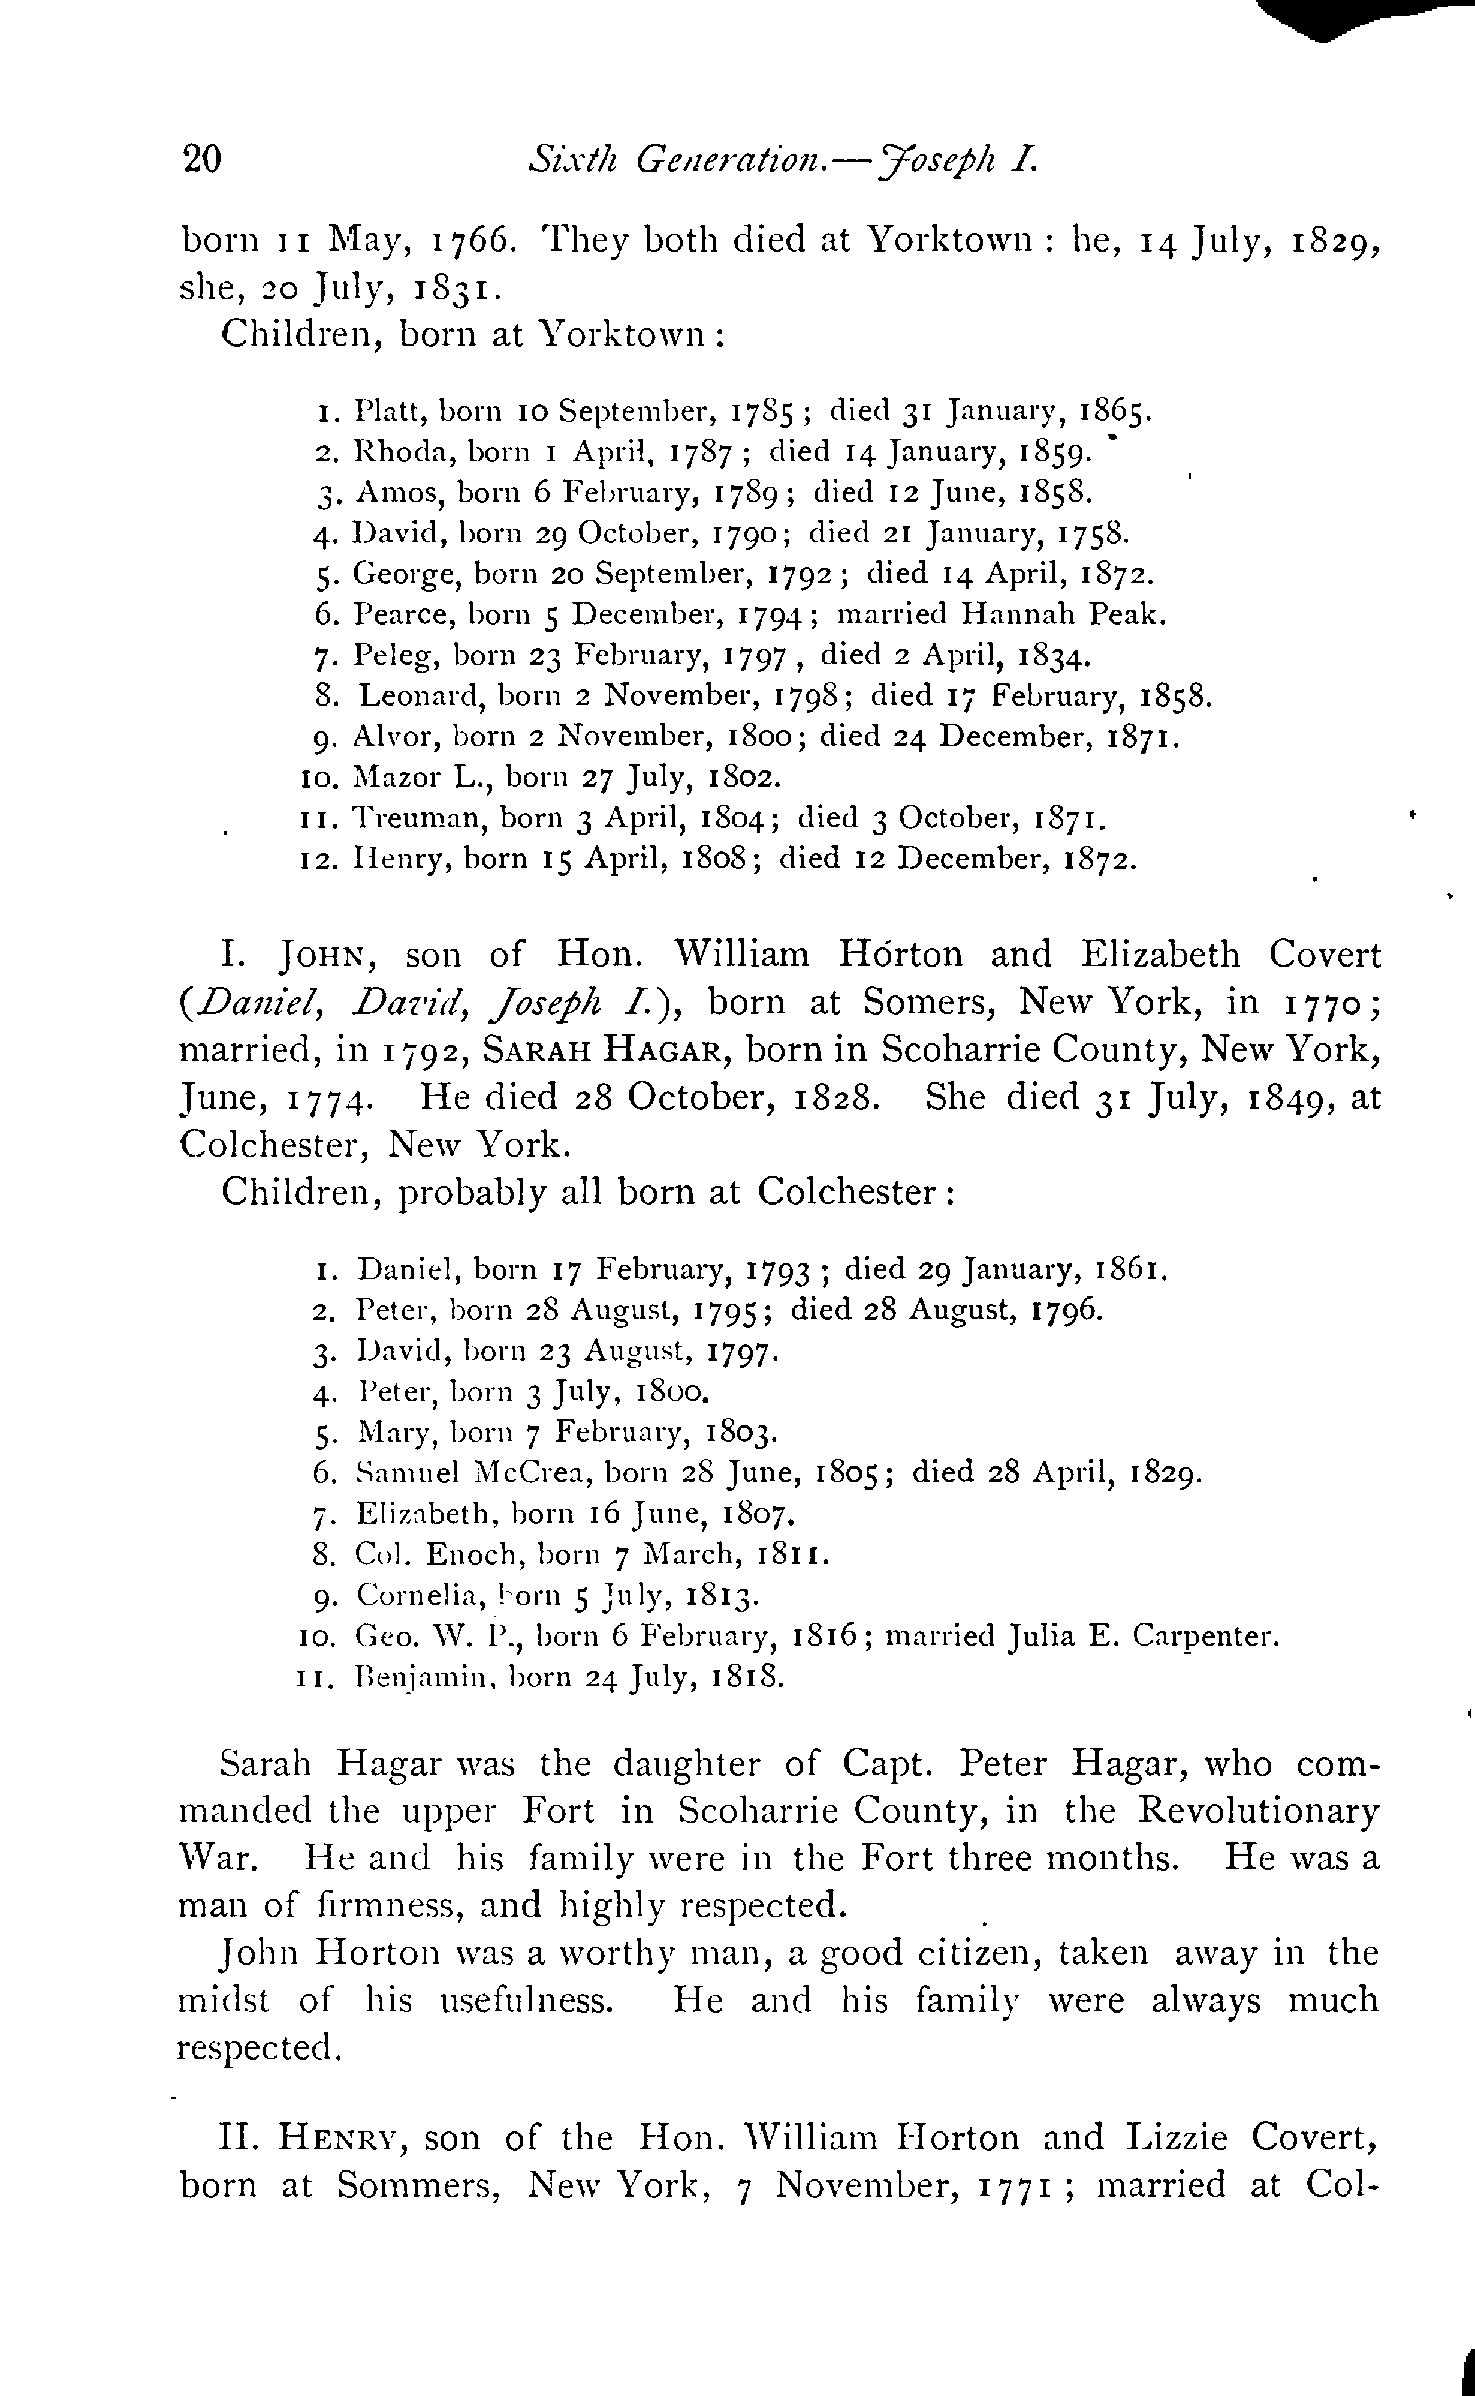 20 Sixth Generation.—Joseph I.
born 11 May, 1766. They both died at Yorktown : he, 14 July, 1829,
she, 20 July, 1831.
Children, born at Yorktown :
1. Platt, born 10 September, 1785 ; died 31 January, 1865.
2. Rhoda, born 1 April, 1787 ; died 14 January, 1859.
3. Amos, born 6 February, 1789 ; died 12 June, 1858.
4. David, born 29 October, 1790; died 21 January, 1758.
5. George, born 20 September, 1792 ; died 14 April, 1872.
6. Pearce, born 5 December, 1794 ; married Hannah Peak.
7. Peleg, born 23 February, 1797 , died 2 April, 1834.
8. Leonard, born 2 November, 1798; died 17 February, 1858.
9. Alvor, born 2 November, 1800; died 24 December, 1871.
10. Mazor L., born 27 July, 1802.
11. Treuman, born 3 April, 1804; died 3 October, 1871.
12. Henry, born 15 April, 1808; died 12 December, 1872.
I. JOHN, son of Hon. William Horton and Elizabeth Covert
(Daniel, David, Joseph I.), born at Somers, New York, in 1770 ;
married, in 1792, SARAH HAGAR, born in Scoharrie County, New York,
June, 1774. He died 28 October, 1828. She died 31 July, 1849, at
Colchester, New York.
Children, probably all born at Colchester :
1. Daniel, born 17 February, 1793 ; died 29 January, 1861.
2. Peter, born 28 August, 1795; died 28 August, 1796.
3. David, born 23 August, 1797.
4. Peter, born 3 July, 1800.
5. Mary, born 7 February, 1803.
6. Samuel McCrea, born 28 June, 1805; died 28 April, 1829.
7. Elizabeth, born 16 June, 1807.
8. Col. Enoch, born 7 March, 1811.
9. Cornelia, born 5 July, 1813.
10. Geo. W. P., born 6 February, 1816; married Julia E. Carpenter.
11. Benjamin, born 24 July, 1818.
Sarah Hagar was the daughter of Capt. Peter Hagar, who com-
manded the upper Fort in Scoharrie County, in the Revolutionary
War. He and his family were in the Fort three months. He was a
man of firmness, and highly respected.
John Horton was a worthy man, a good citizen, taken away in the
midst of his usefulness. He and his family were always much
respected.
II. HENRY, son of the Hon. William Horton and Lizzie Covert,
born at Sommers, New York, 7 November, 1771 ; married at Col-